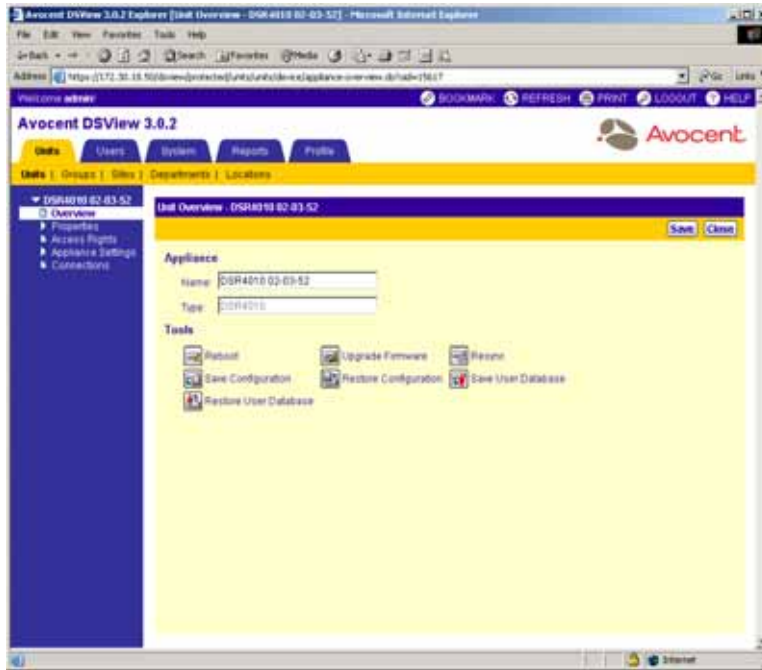 Avocent DSView 3.0.2 Explorer [Unit Overview - DSR4010 02-03-52] - Microsoft Internet Explorer
File Edit View Favorites Tools Help
Back Search Favorites Media
Address Go Links
Welcome admin BOOKMARK REFRESH PRINT LOGOUT HELP
Avocent DSView 3.0.2
Avocent
Units Users System Reports Profile
Units | Groups | Sites | Departments | Locations
DSR4010 02-03-52
Overview
Properties
Access Rights
Appliance Settings
Connections
Unit Overview - DSR4010 02-03-52
Save Close
Appliance
Name: DSR4010 02-03-52
Type: DSR4010
Tools
Reboot Upgrade Firmware Resync
Save Configuration Restore Configuration Save User Database
Restore User Database
Internet